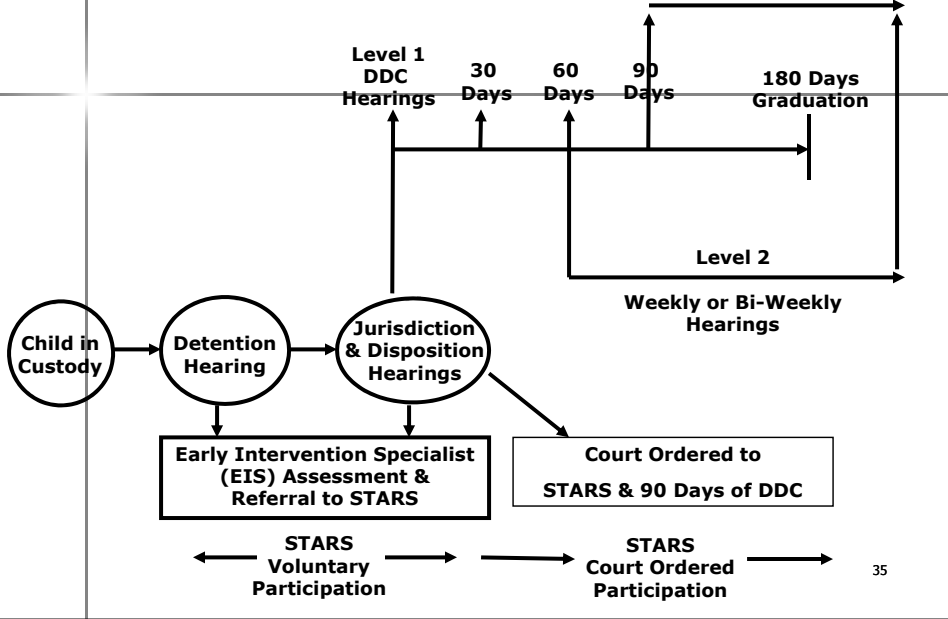 Level 1
DDC
Hearings
30
Days
60
Days
90
Days
180 Days
Graduation
Level 2
Weekly or Bi-Weekly
Hearings
Child in
Custody
Detention
Hearing
Jurisdiction
& Disposition
Hearings
Early Intervention Specialist
(EIS) Assessment &
Referral to STARS
Court Ordered to
STARS & 90 Days of DDC
STARS
Voluntary
Participation
STARS
Court Ordered
Participation
35